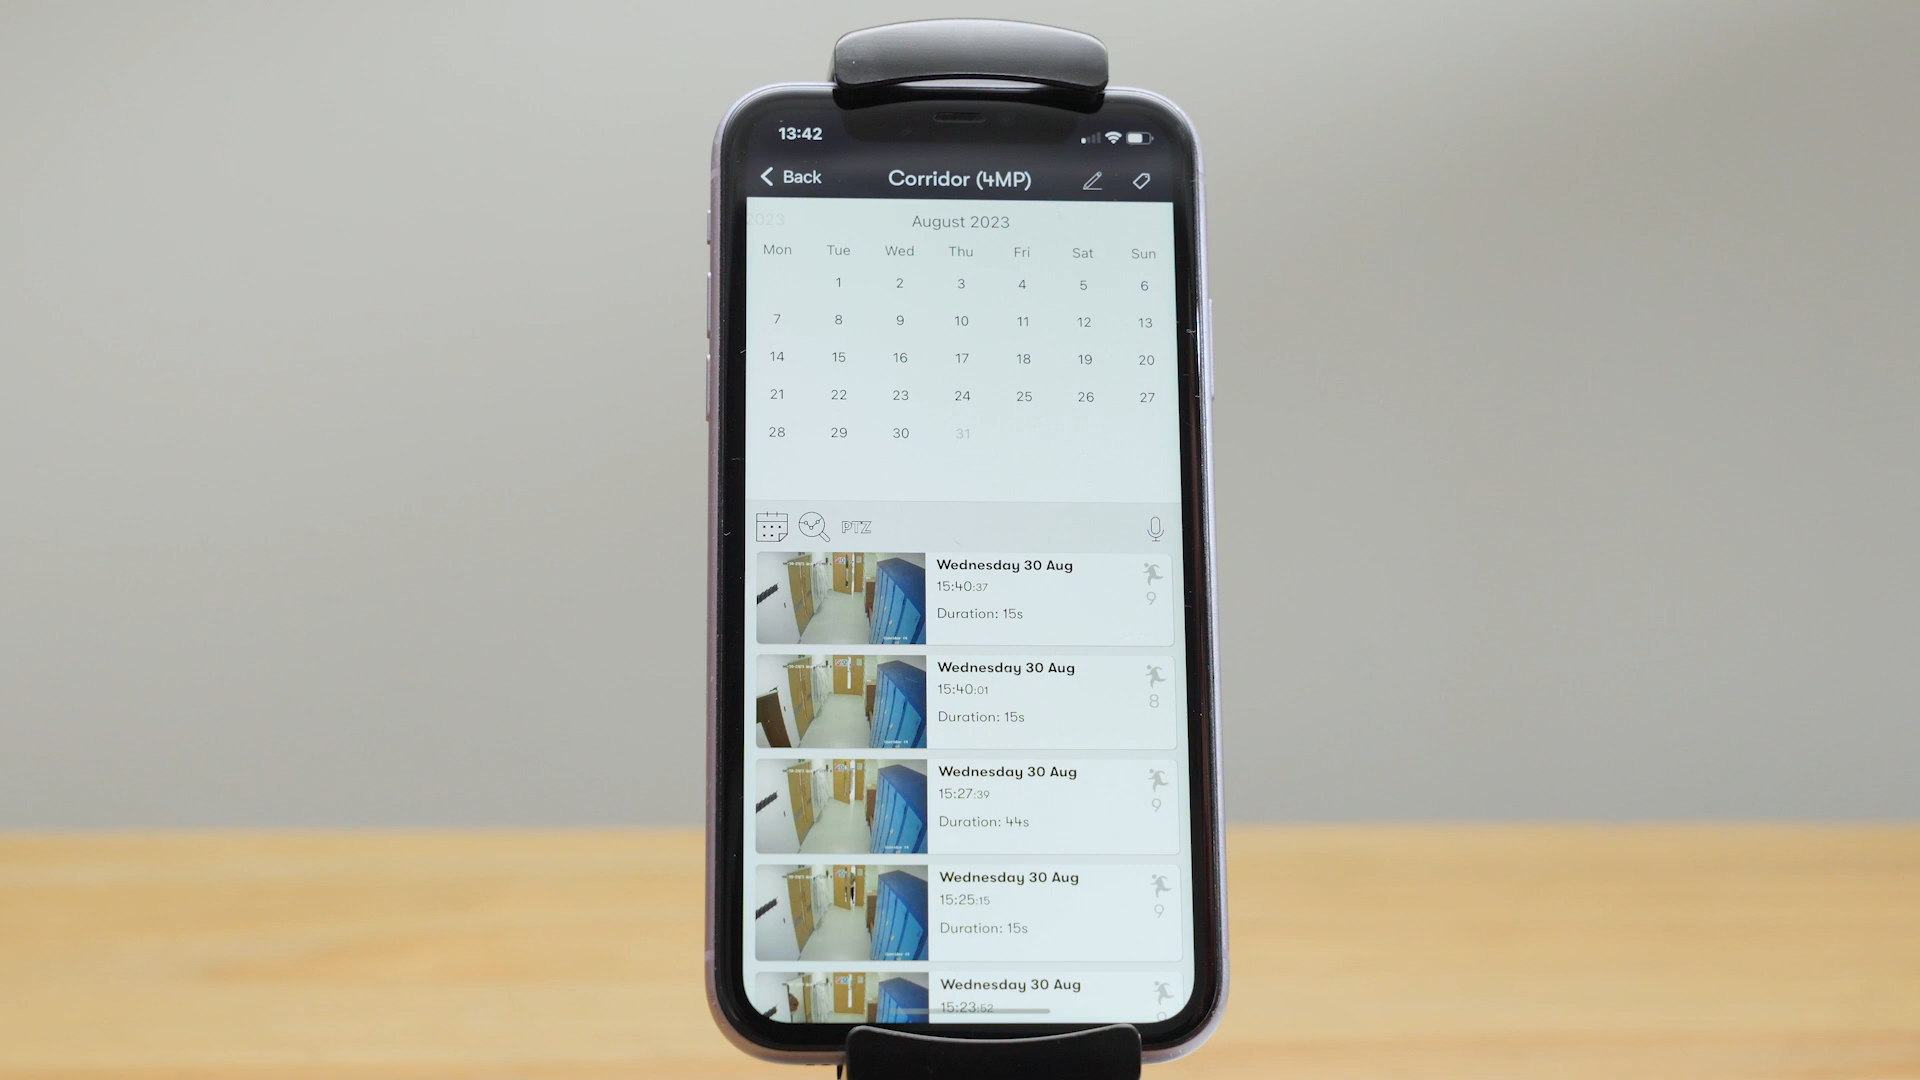 13:42
Back
Corridor (4MP)
2023
August 2023
Mon Tue Wed Thu Fri Sat Sun
1 2 3 4 5 6
7 8 9 10 11 12 13
14 15 16 17 18 19 20
21 22 23 24 25 26 27
28 29 30 31
PTZ
Wednesday 30 Aug
15:40:37
9
Duration: 15s
Wednesday 30 Aug
15:40:01
8
Duration: 15s
Wednesday 30 Aug
15:27:39
9
Duration: 44s
Wednesday 30 Aug
15:25:15
9
Duration: 15s
Wednesday 30 Aug
15:23:52